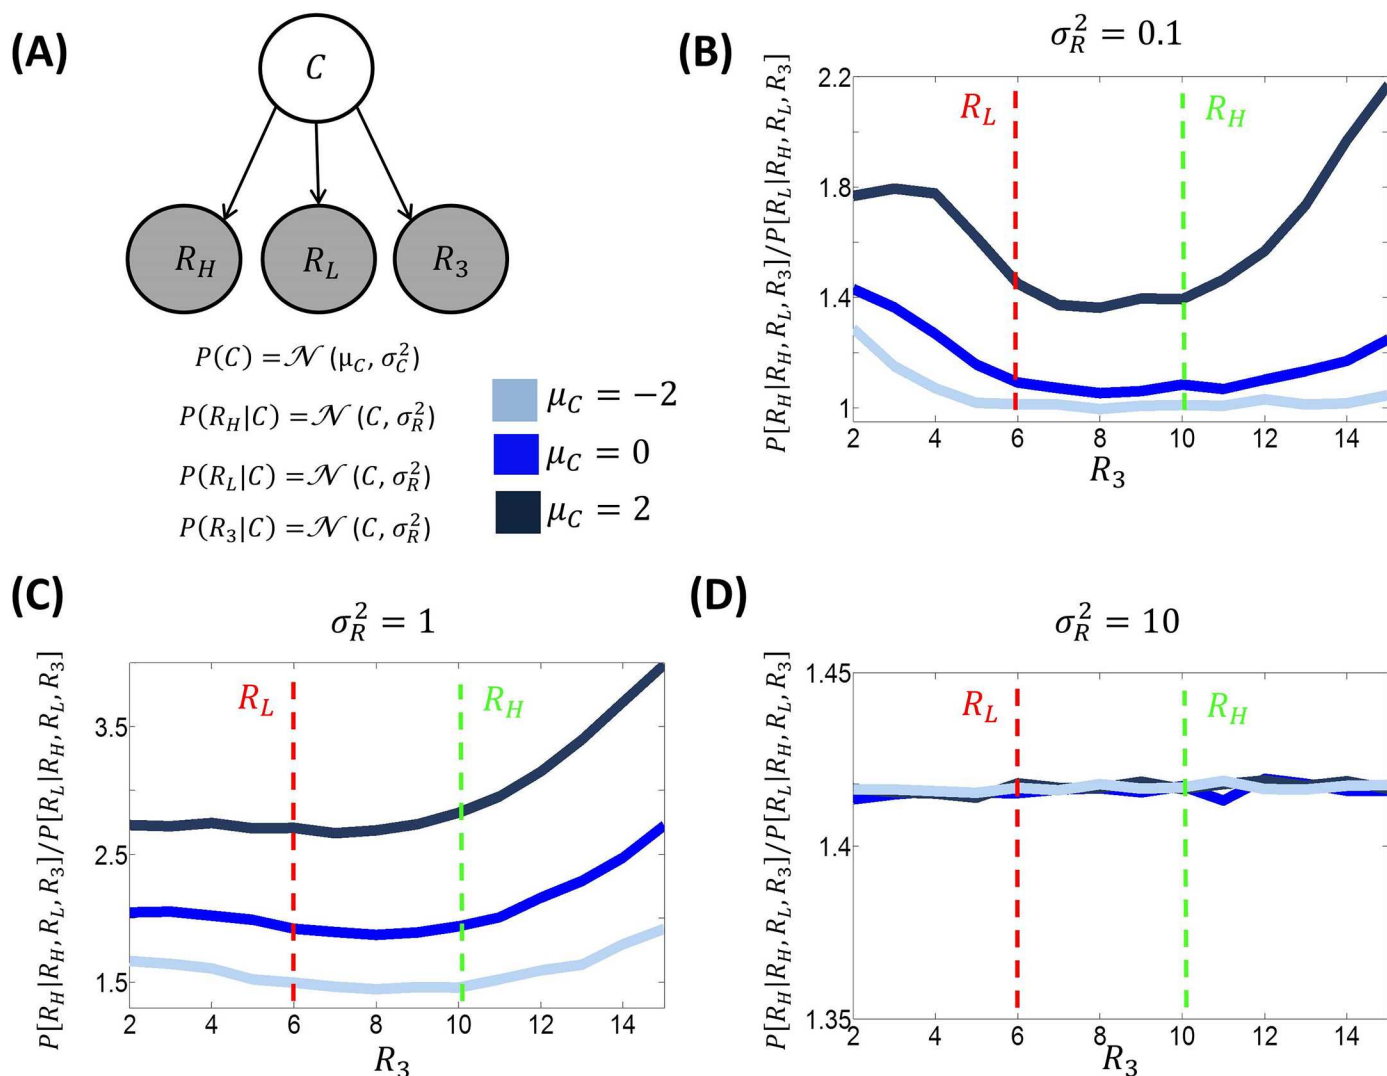 (A)
C
R_H R_L R_3
P(C) = 𝒩 (μ_C, σ_C^2)
P(R_H|C) = 𝒩 (C, σ_R^2)
P(R_L|C) = 𝒩 (C, σ_R^2)
P(R_3|C) = 𝒩 (C, σ_R^2)
μ_C = −2
μ_C = 0
μ_C = 2
(B)
σ_R^2 = 0.1
P[R_H|R_H, R_L, R_3]/P[R_L|R_H, R_L, R_3]
2.2
1.8
1.4
1
R_L
R_H
2 4 6 8 10 12 14
R_3
(C)
σ_R^2 = 1
P[R_H|R_H, R_L, R_3]/P[R_L|R_H, R_L, R_3]
3.5
2.5
1.5
R_L
R_H
2 4 6 8 10 12 14
R_3
(D)
σ_R^2 = 10
P[R_H|R_H, R_L, R_3]/P[R_L|R_H, R_L, R_3]
1.45
1.4
1.35
R_L
R_H
2 4 6 8 10 12 14
R_3